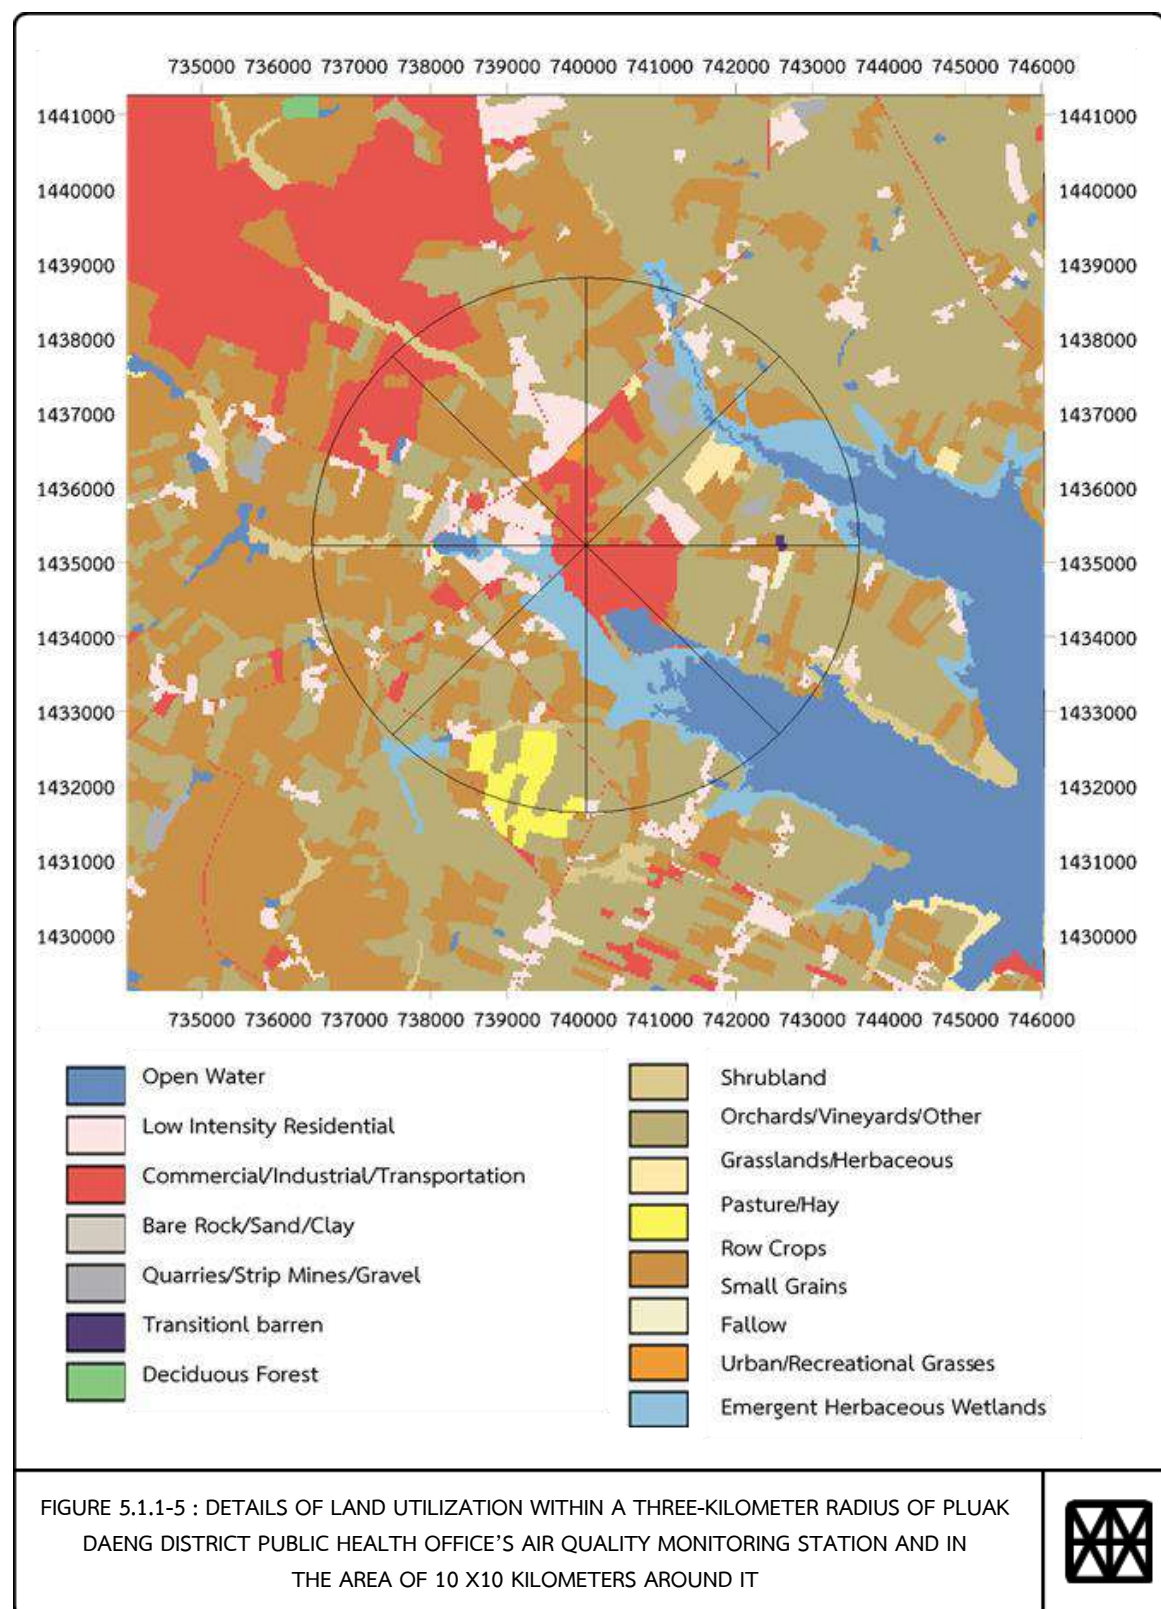 735000 736000 737000 738000 739000 740000 741000 742000 743000 744000 745000 746000
1441000 1441000
1440000 1440000
1439000 1439000
1438000 1438000
1437000 1437000
1436000 1436000
1435000 1435000
1434000 1434000
1433000 1433000
1432000 1432000
1431000 1431000
1430000 1430000
735000 736000 737000 738000 739000 740000 741000 742000 743000 744000 745000 746000
Open Water
Low Intensity Residential
Commercial/Industrial/Transportation
Bare Rock/Sand/Clay
Quarries/Strip Mines/Gravel
Transitionl barren
Deciduous Forest
Shrubland
Orchards/Vineyards/Other
Grasslands/Herbaceous
Pasture/Hay
Row Crops
Small Grains
Fallow
Urban/Recreational Grasses
Emergent Herbaceous Wetlands
FIGURE 5.1.1-5 : DETAILS OF LAND UTILIZATION WITHIN A THREE-KILOMETER RADIUS OF PLUAK
DAENG DISTRICT PUBLIC HEALTH OFFICE'S AIR QUALITY MONITORING STATION AND IN
THE AREA OF 10 X10 KILOMETERS AROUND IT